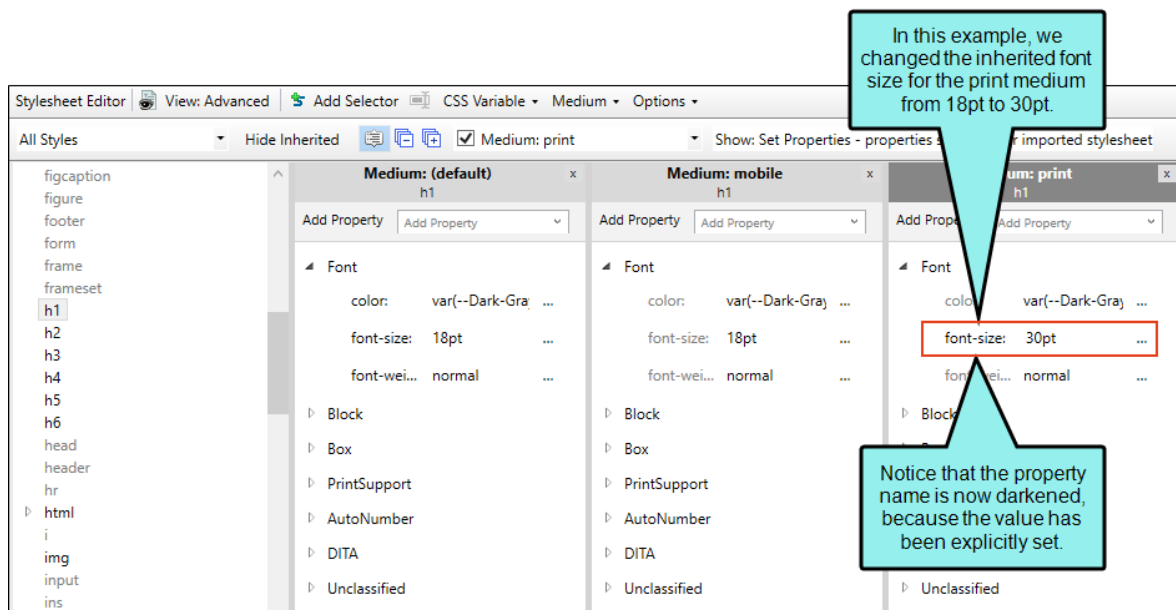 In this example, we
changed the inherited font
size for the print medium
from 18pt to 30pt.
Stylesheet Editor View: Advanced Add Selector CSS Variable Medium Options
All Styles Hide Inherited Medium: print Show: Set Properties - properties s r imported stylesheet
figcaption
figure
footer
form
frame
frameset
h1
h2
h3
h4
h5
h6
head
header
hr
html
i
img
input
ins
Medium: (default) x
h1
Add Property Add Property
Font
color: var(--Dark-Gray ...
font-size: 18pt ...
font-wei... normal ...
Block
Box
PrintSupport
AutoNumber
DITA
Unclassified
Medium: mobile x
h1
Add Property Add Property
Font
color: var(--Dark-Gray ...
font-size: 18pt ...
font-wei... normal ...
Block
Box
PrintSupport
AutoNumber
DITA
Unclassified
um: print x
h1
Add Prope Add Property
Font
colo var(--Dark-Gray ...
font-size: 30pt ...
font-wei... normal ...
Block
Unclassified
Notice that the property
name is now darkened,
because the value has
been explicitly set.